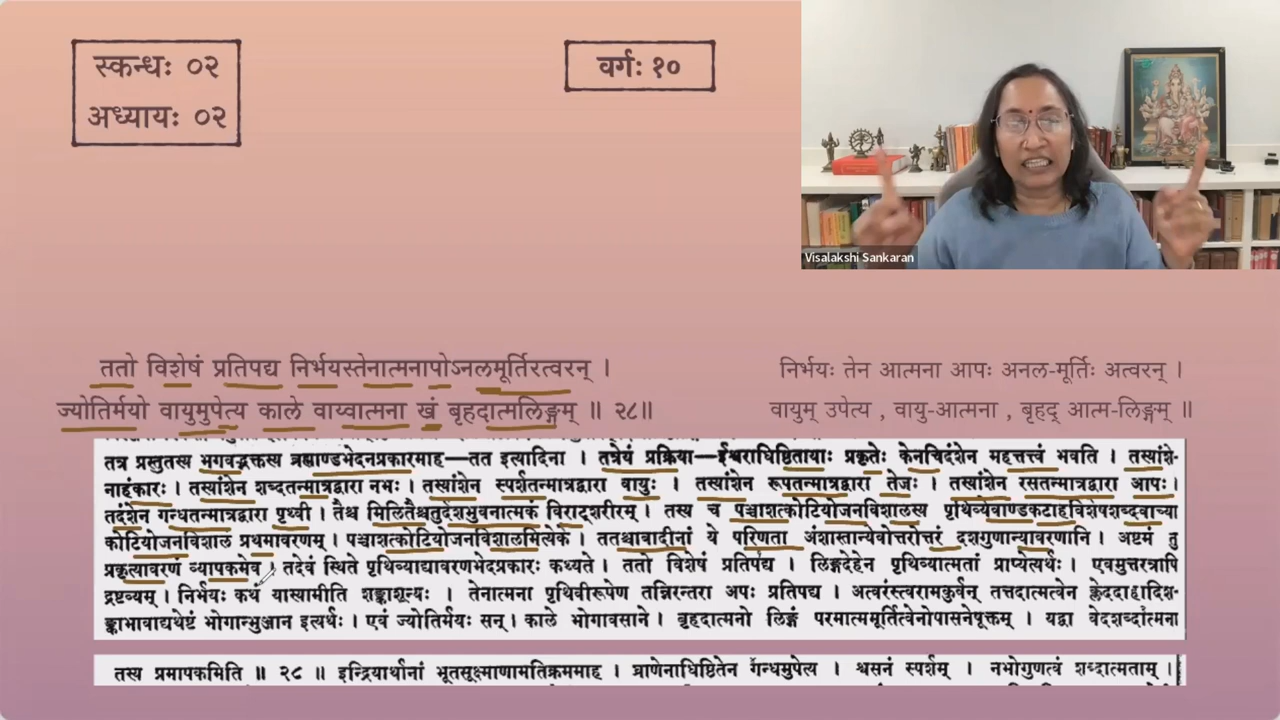 स्कन्धः ०२
अध्यायः ०२
वर्गः १०
Visalakshi Sankaran
ततो विशेषं प्रतिपद्य निर्भयस्तेनात्मनापोऽनलमूर्तिरत्वरन् ।
ज्योतिर्मयो वायुमुपेत्य काले वाय्वात्मना खं बृहदात्मलिङ्गम् ॥ २८॥
निर्भयः तेन आत्मना आपः अनल-मूर्तिः अत्वरन् ।
वायुम् उपेत्य , वायु-आत्मना , बृहद् आत्म-लिङ्गम् ॥
तत्र प्रस्तुतस्य भगवद्भक्तस्य ब्रह्माण्डभेदनप्रकारमाह—तत इत्यादिना । तत्रेयं प्रक्रिया—ईश्वराधिष्ठितायाः प्रकृतेः केनचिदंशेन महत्तत्त्वं भवति । तस्यांशे-
नाहंकारः । तस्यांशेन शब्दतन्मात्रद्वारा नभः । तस्यांशेन स्पर्शतन्मात्रद्वारा वायुः । तस्यांशेन रूपतन्मात्रद्वारा तेजः । तस्यांशेन रसतन्मात्रद्वारा आपः ।
तदंशेन गन्धतन्मात्रद्वारा पृथ्वी । तैश्च मिलितैश्चतुर्दशभुवनात्मकं विराट्शरीरम् । तस्य च पञ्चाशत्कोटियोजनविशालस्य पृथिव्येवाण्डकटाहविशेषशब्दवाच्या
कोटियोजनविशाल प्रथमावरणम् । पञ्चाशत्कोटियोजनविशालमित्येके । ततश्चाबादीनां ये परिणता अंशास्तान्येवोत्तरोत्तरं दशगुणान्यावरणानि । अष्टमं तु
प्रकृत्यावरणं व्यापकमेव । तदेवं स्थिते पृथिव्याद्यावरणभेदप्रकारः कथ्यते । ततो विशेषं प्रतिपद्य । लिङ्गदेहेन पृथिव्यात्मतां प्राप्येत्यर्थः । एवमुत्तरत्रापि
द्रष्टव्यम् । निर्भयः कथं यास्यामीति शङ्काशून्यः । तेनात्मना पृथिवीरूपेण तन्निरन्तरा अपः प्रतिपद्य । अत्वरंस्त्वरामकुर्वन् तत्तदात्मत्वेन क्लेददाहादिश-
ङ्काभावाद्यथेष्टं भोगान्भुञ्जान इत्यर्थः । एवं ज्योतिर्मयः सन् । काले भोगावसाने । बृहदात्मनो लिङ्गं परमात्ममूर्तित्वेनोपासनेषूक्तम् । यद्वा वेदशब्दात्मना
तस्य प्रमापकमिति ॥ २८ ॥ इन्द्रियार्थानां भूतसूक्ष्माणामतिक्रममाह । घ्राणेनाधिष्ठितेन गन्धमुपेत्य । श्वसनं स्पर्शम् । नभोगुणत्वं शब्दात्मताम् ।